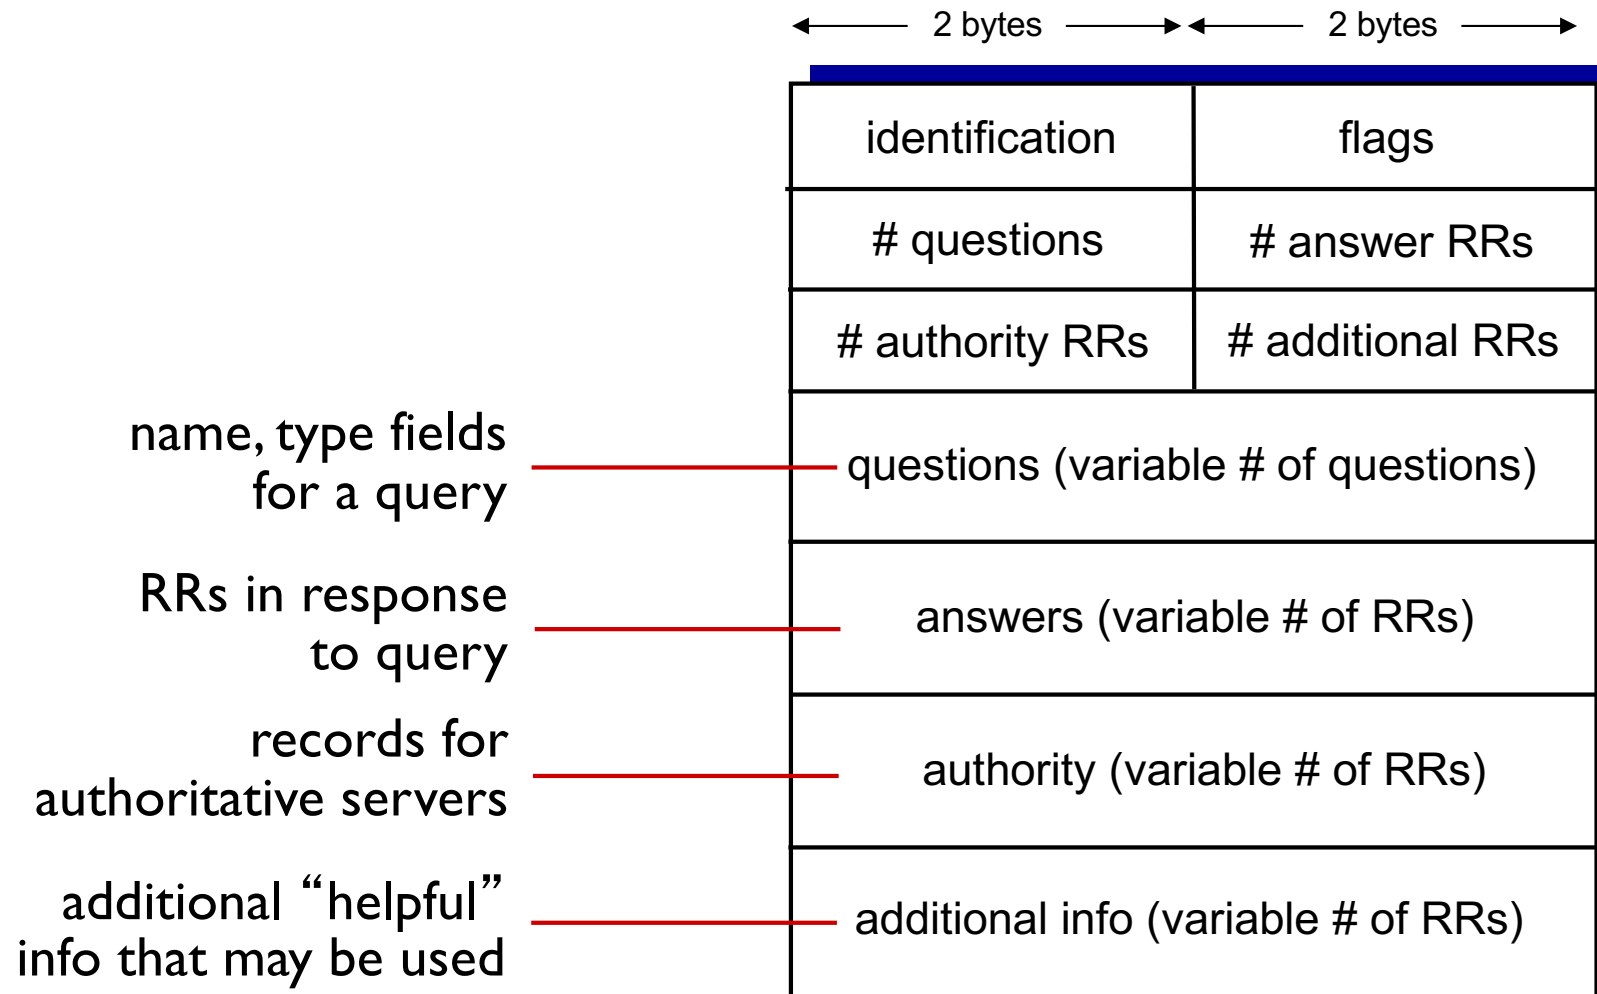 2 bytes 2 bytes
identification flags
# questions # answer RRs
# authority RRs # additional RRs
name, type fields
for a query
questions (variable # of questions)
RRs in response
to query
answers (variable # of RRs)
records for
authoritative servers
authority (variable # of RRs)
additional “helpful”
info that may be used
additional info (variable # of RRs)